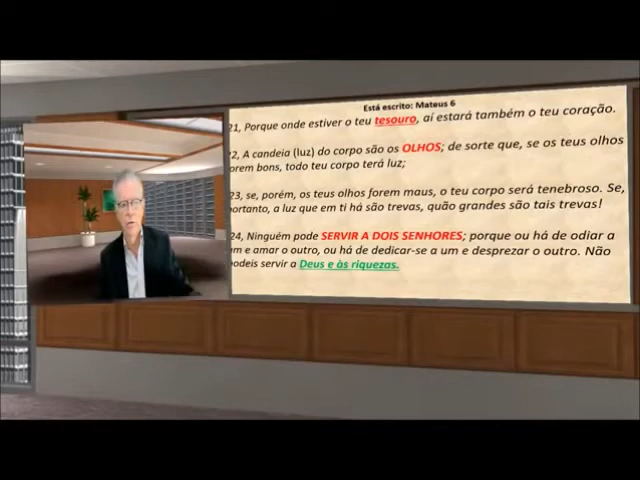 Está escrito: Mateus 6
21, Porque onde estiver o teu tesouro, aí estará também o teu coração.
2, A candeia (luz) do corpo são os OLHOS; de sorte que, se os teus olhos
orem bons, todo teu corpo terá luz;
23, se, porém, os teus olhos forem maus, o teu corpo será tenebroso. Se,
ortanto, a luz que em ti há são trevas, quão grandes são tais trevas!
24, Ninguém pode SERVIR A DOIS SENHORES; porque ou há de odiar a
m e amar o outro, ou há de dedicar-se a um e desprezar o outro. Não
odeis servir a Deus e às riquezas.